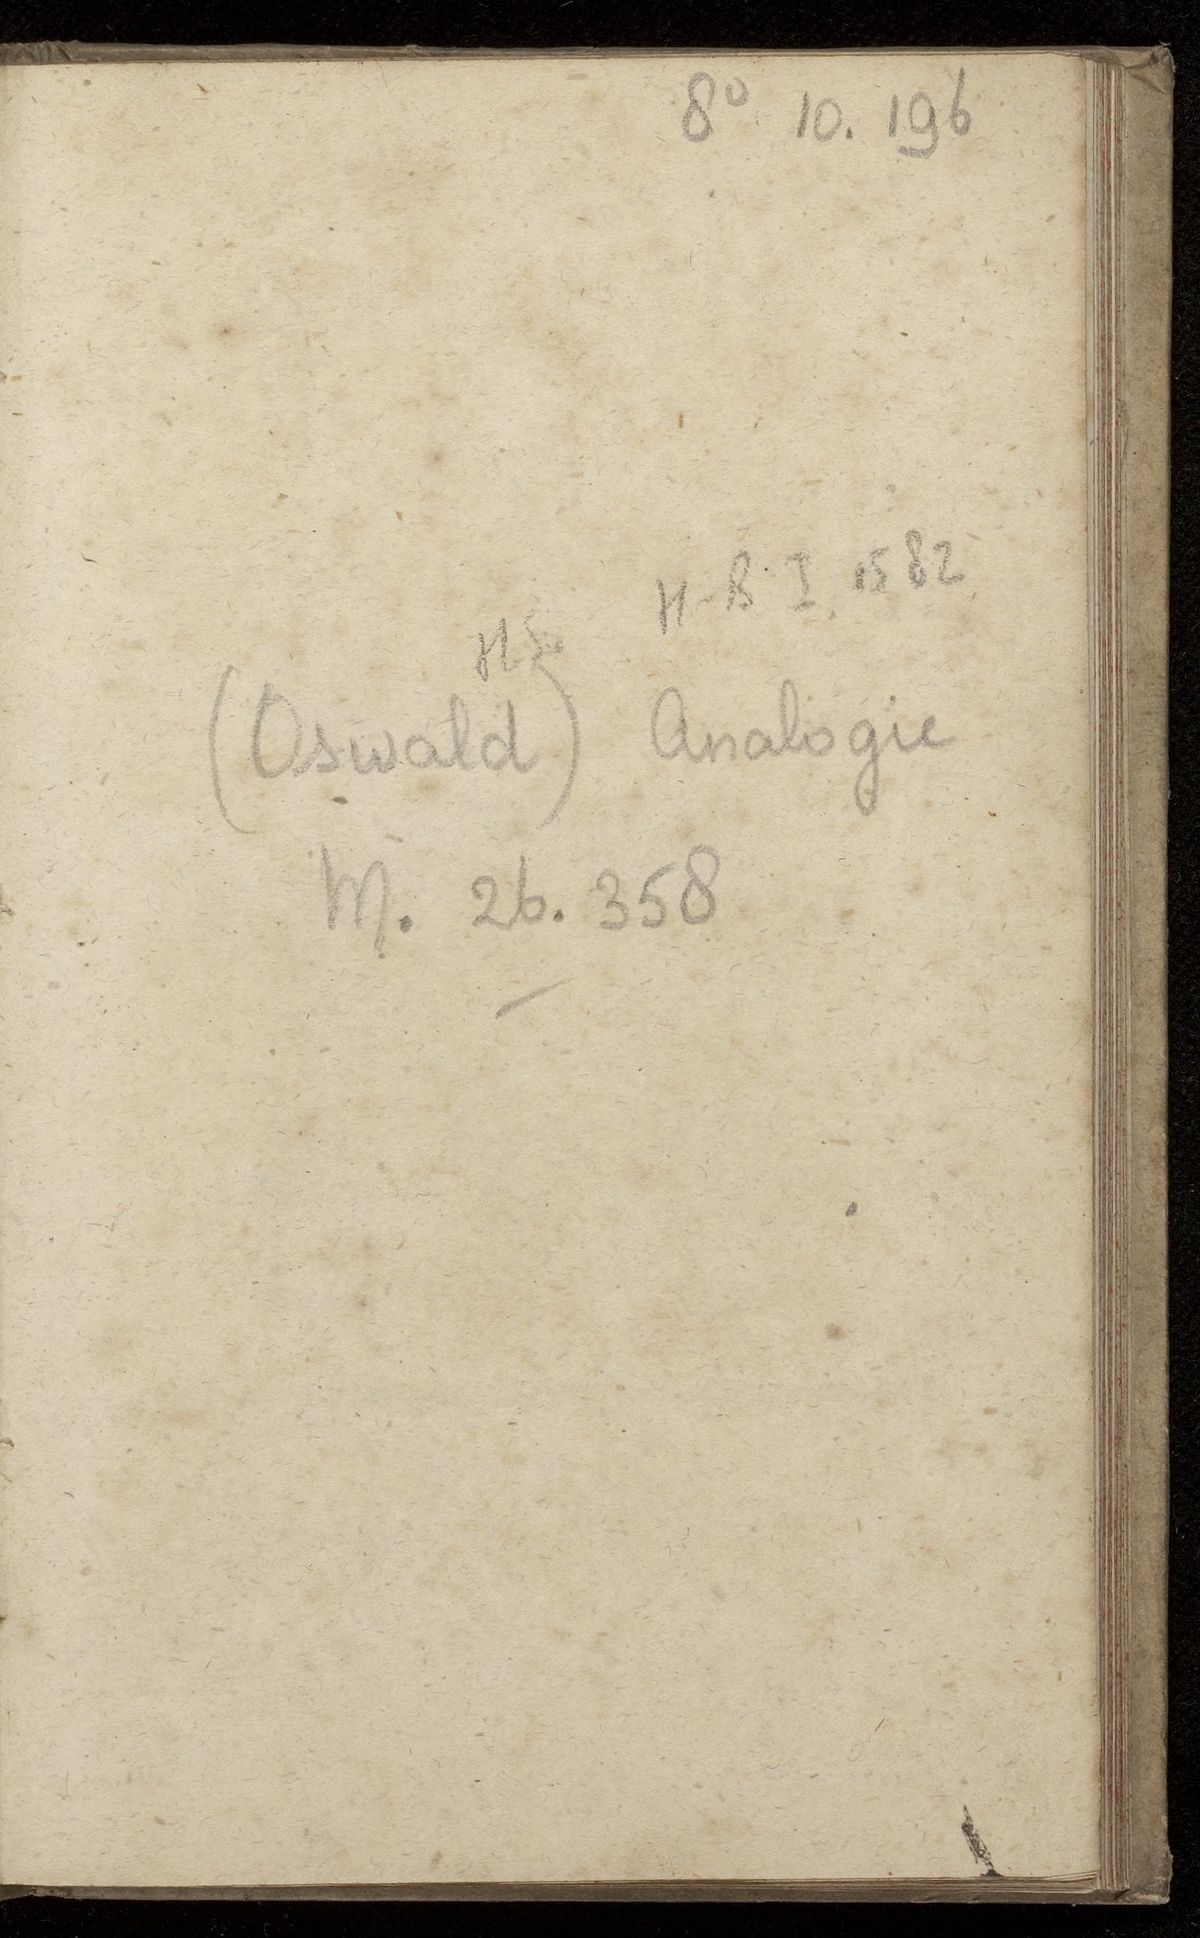 8° 10. 196
H-B I. 1582
(Oswald) Analogie
M. 26. 358